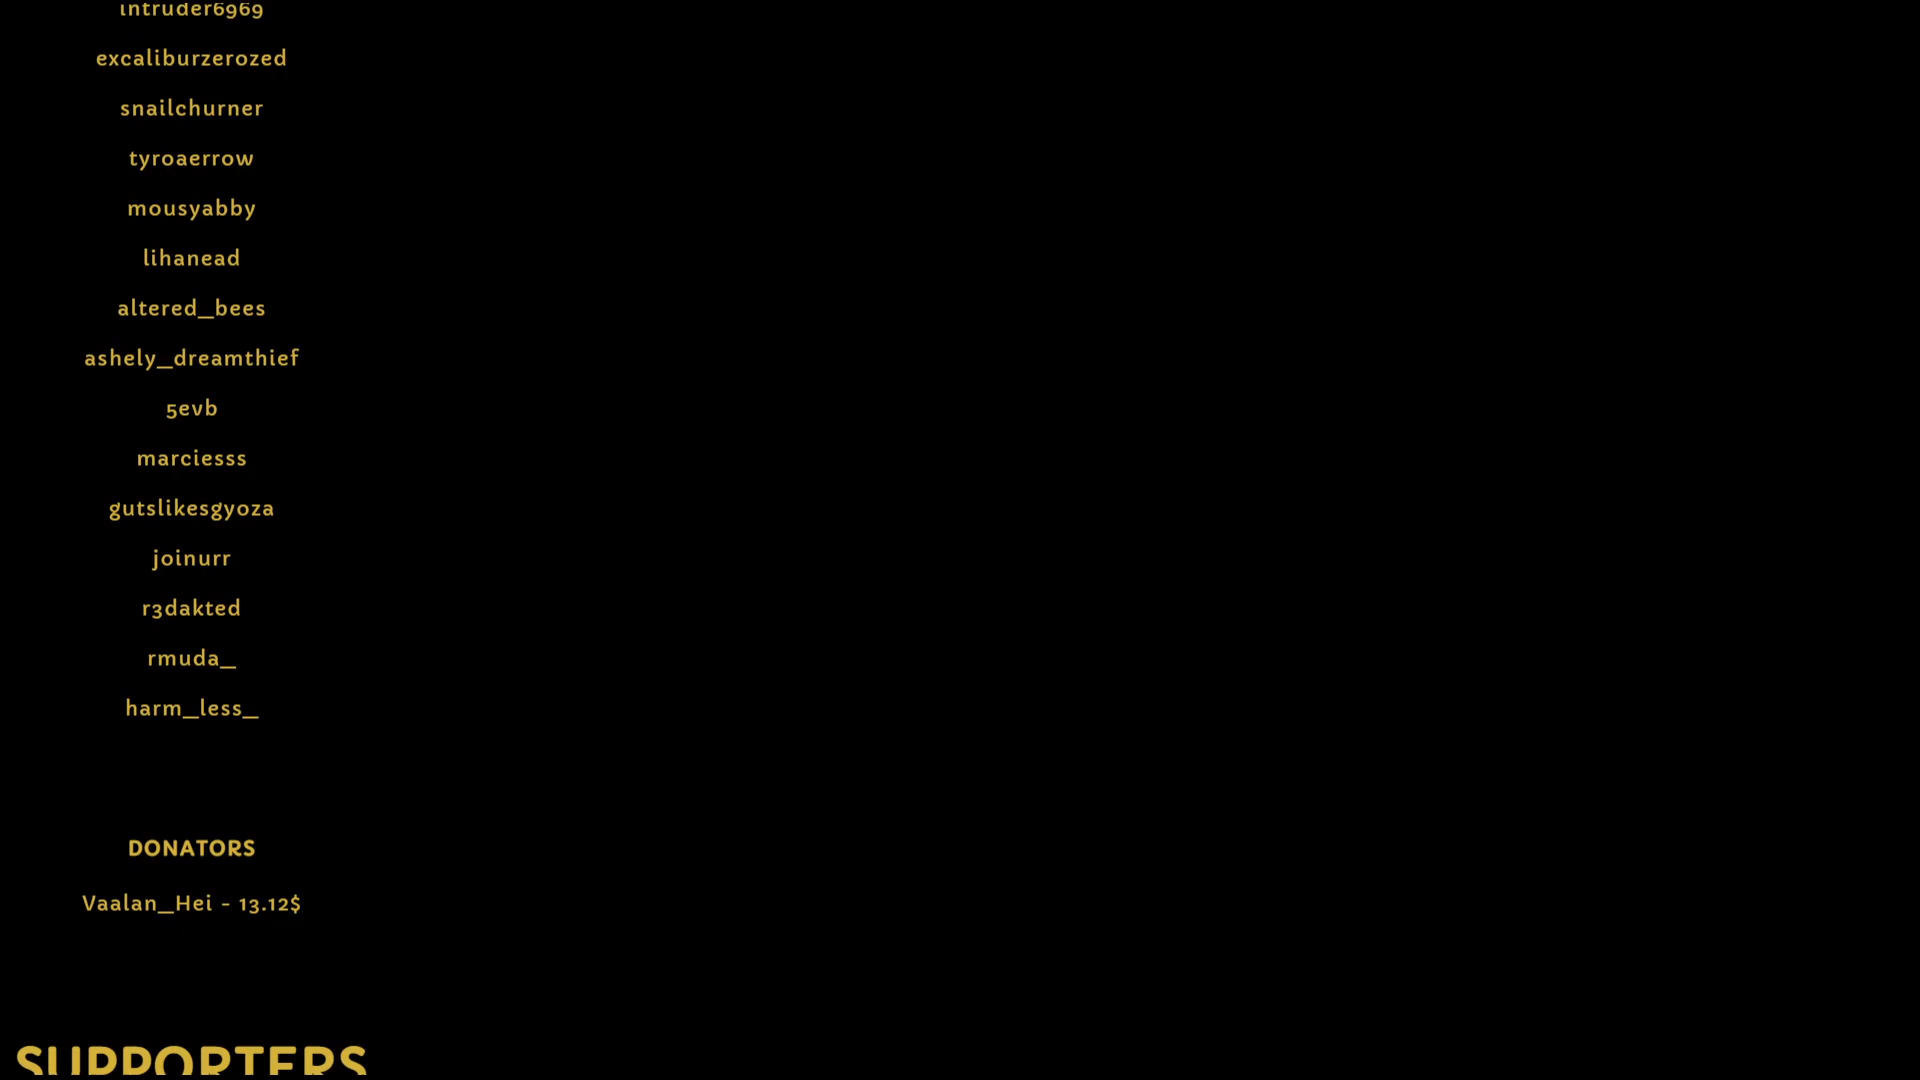 intruder6969
excaliburzerozed
snailchurner
tyroaerrow
mousyabby
lihanead
altered_bees
ashely_dreamthief
5evb
marciesss
gutslikesgyoza
joinurr
r3dakted
rmuda_
harm_less_
DONATORS
Vaalan_Hei - 13.12$
SUPPORTERS